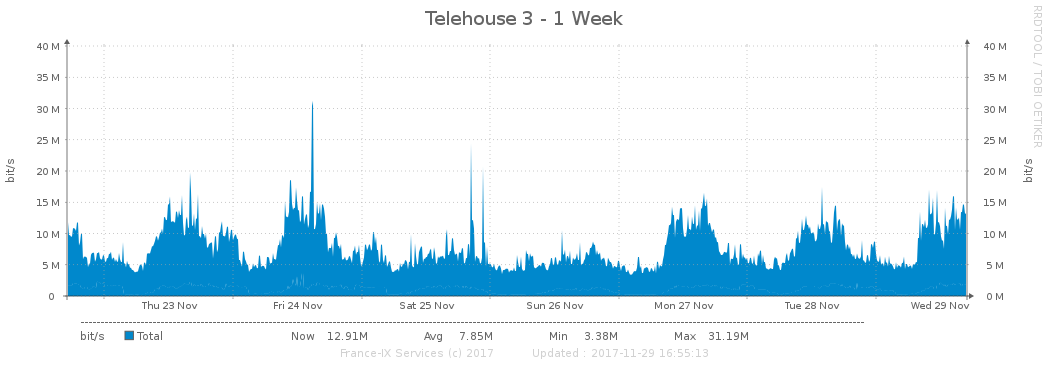 Telehouse 3 - 1 Week
RRDTOOL / TOBI OETIKER
bit/s
bit/s
40 M 40 M
35 M 35 M
30 M 30 M
25 M 25 M
20 M 20 M
15 M 15 M
10 M 10 M
5 M 5 M
0 0 M
Thu 23 Nov Fri 24 Nov Sat 25 Nov Sun 26 Nov Mon 27 Nov Tue 28 Nov Wed 29 Nov
bit/s Total Now 12.91M Avg 7.85M Min 3.38M Max 31.19M
France-IX Services (c) 2017 Updated : 2017-11-29 16:55:13